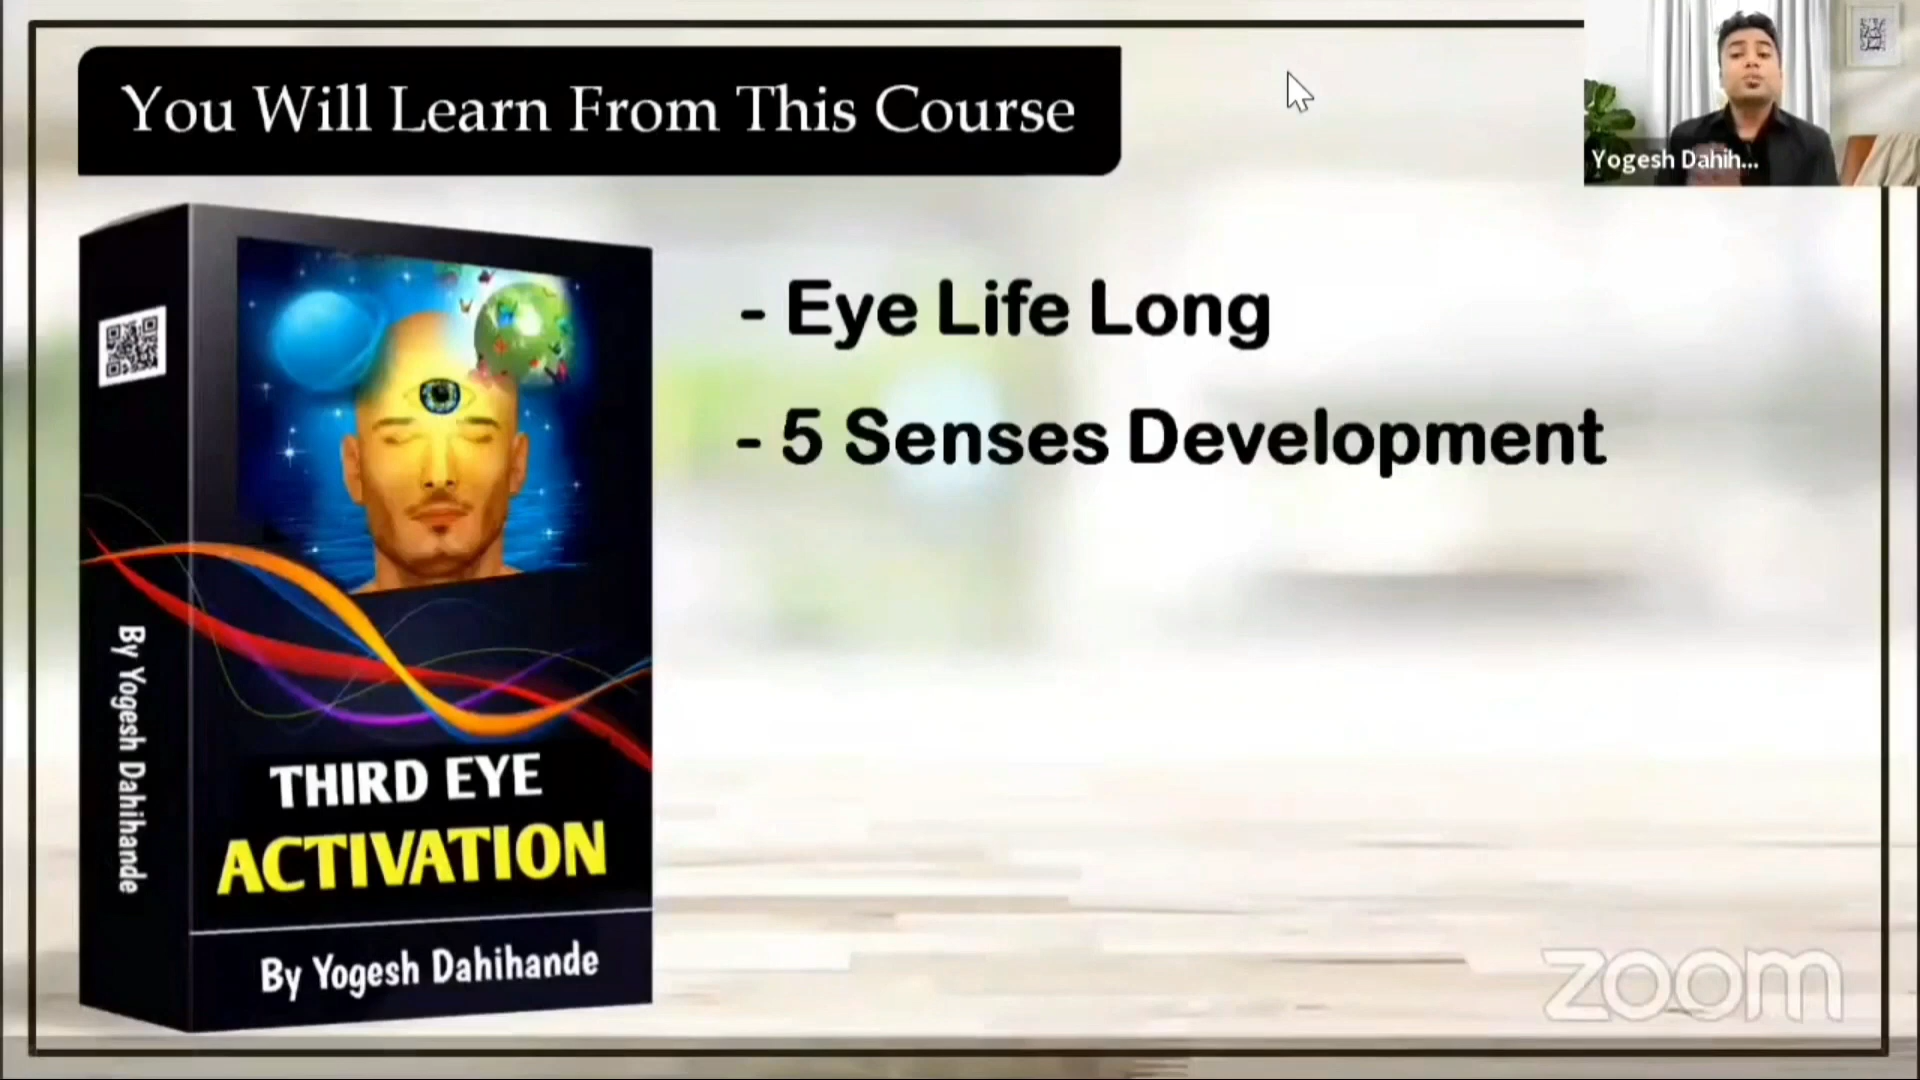 You Will Learn From This Course
Yogesh Dahih...
- Eye Life Long
- 5 Senses Development
By Yogesh Dahihande
THIRD EYE
ACTIVATION
By Yogesh Dahihande
zoom